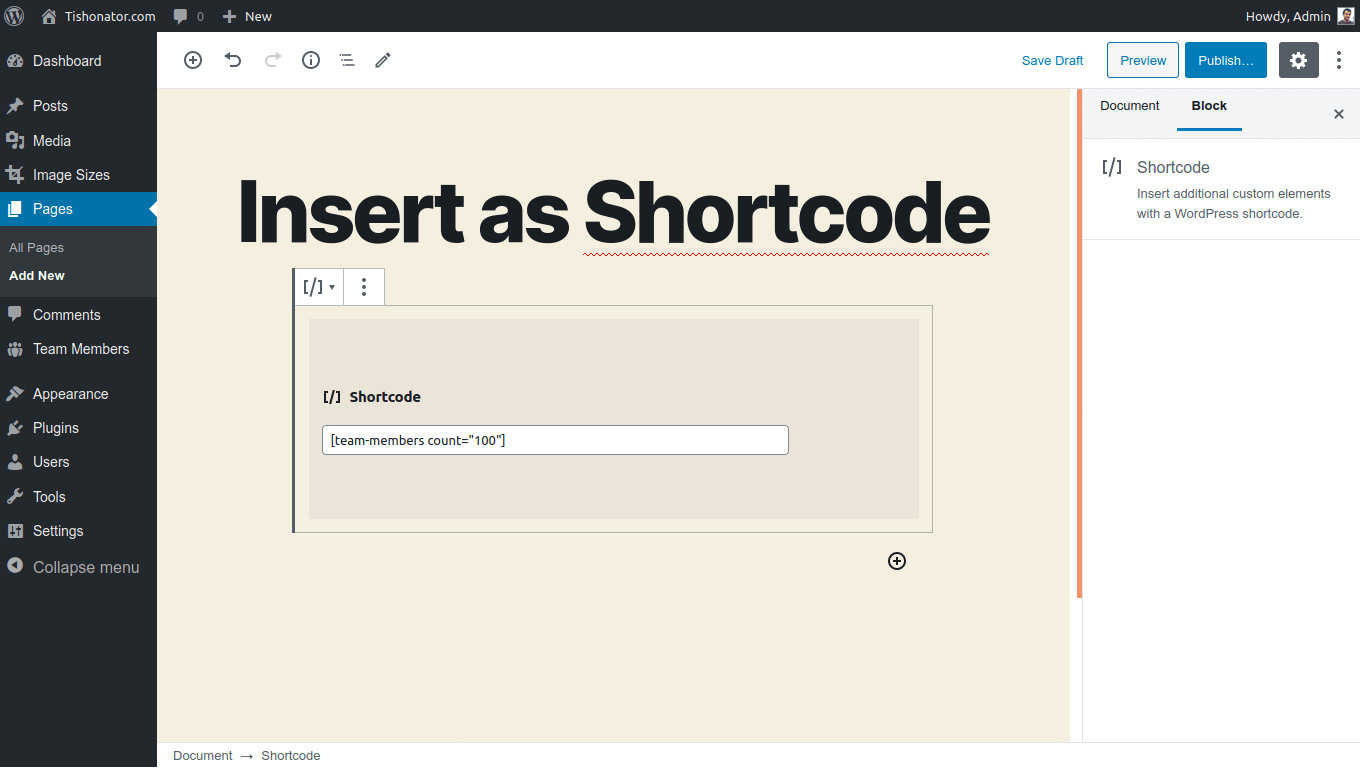 Tishonator.com 0 New Howdy, Admin
Dashboard
Posts
Media
Image Sizes
Pages
All Pages
Add New
Comments
Team Members
Appearance
Plugins
Users
Tools
Settings
Collapse menu
Save Draft Preview Publish…
Insert as Shortcode
[/]
[/] Shortcode
[team-members count="100"]
Document Block
[/] Shortcode
Insert additional custom elements
with a WordPress shortcode.
Document → Shortcode